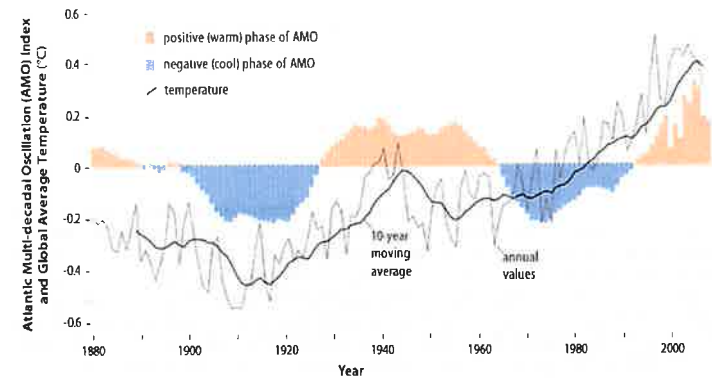 Atlantic Multi-decadal Oscillation (AMO) Index
and Global Average Temperature (°C)
0.6
0.4
0.2
0
-0.2
-0.4
-0.6
positive (warm) phase of AMO
negative (cool) phase of AMO
temperature
10-year
moving
average
annual
values
1880
1900
1920
1940
1960
1980
2000
Year